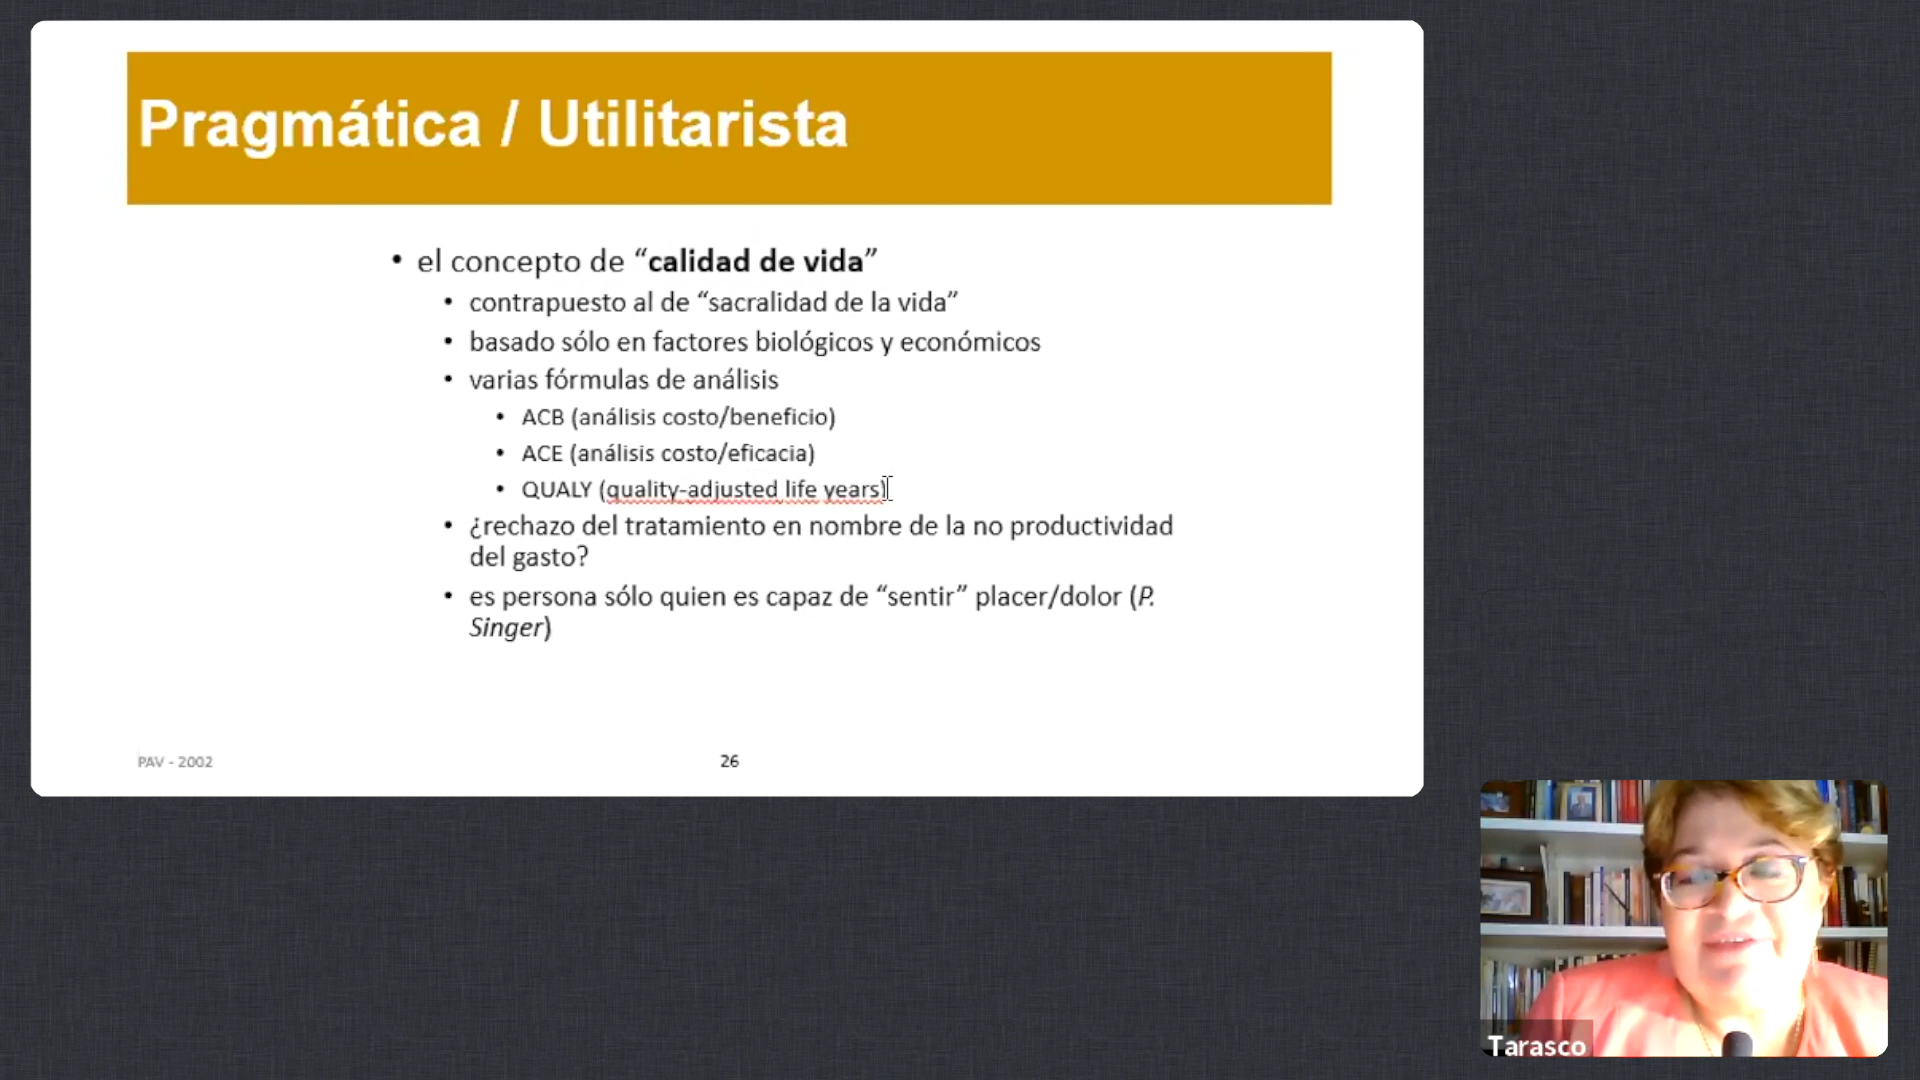 Pragmática / Utilitarista
• el concepto de “calidad de vida”
• contrapuesto al de “sacralidad de la vida”
• basado sólo en factores biológicos y económicos
• varias fórmulas de análisis
• ACB (análisis costo/beneficio)
• ACE (análisis costo/eficacia)
• QUALY (quality-adjusted life years)
• ¿rechazo del tratamiento en nombre de la no productividad
del gasto?
• es persona sólo quien es capaz de “sentir” placer/dolor (P.
Singer)
PAV - 2002
26
Tarasco